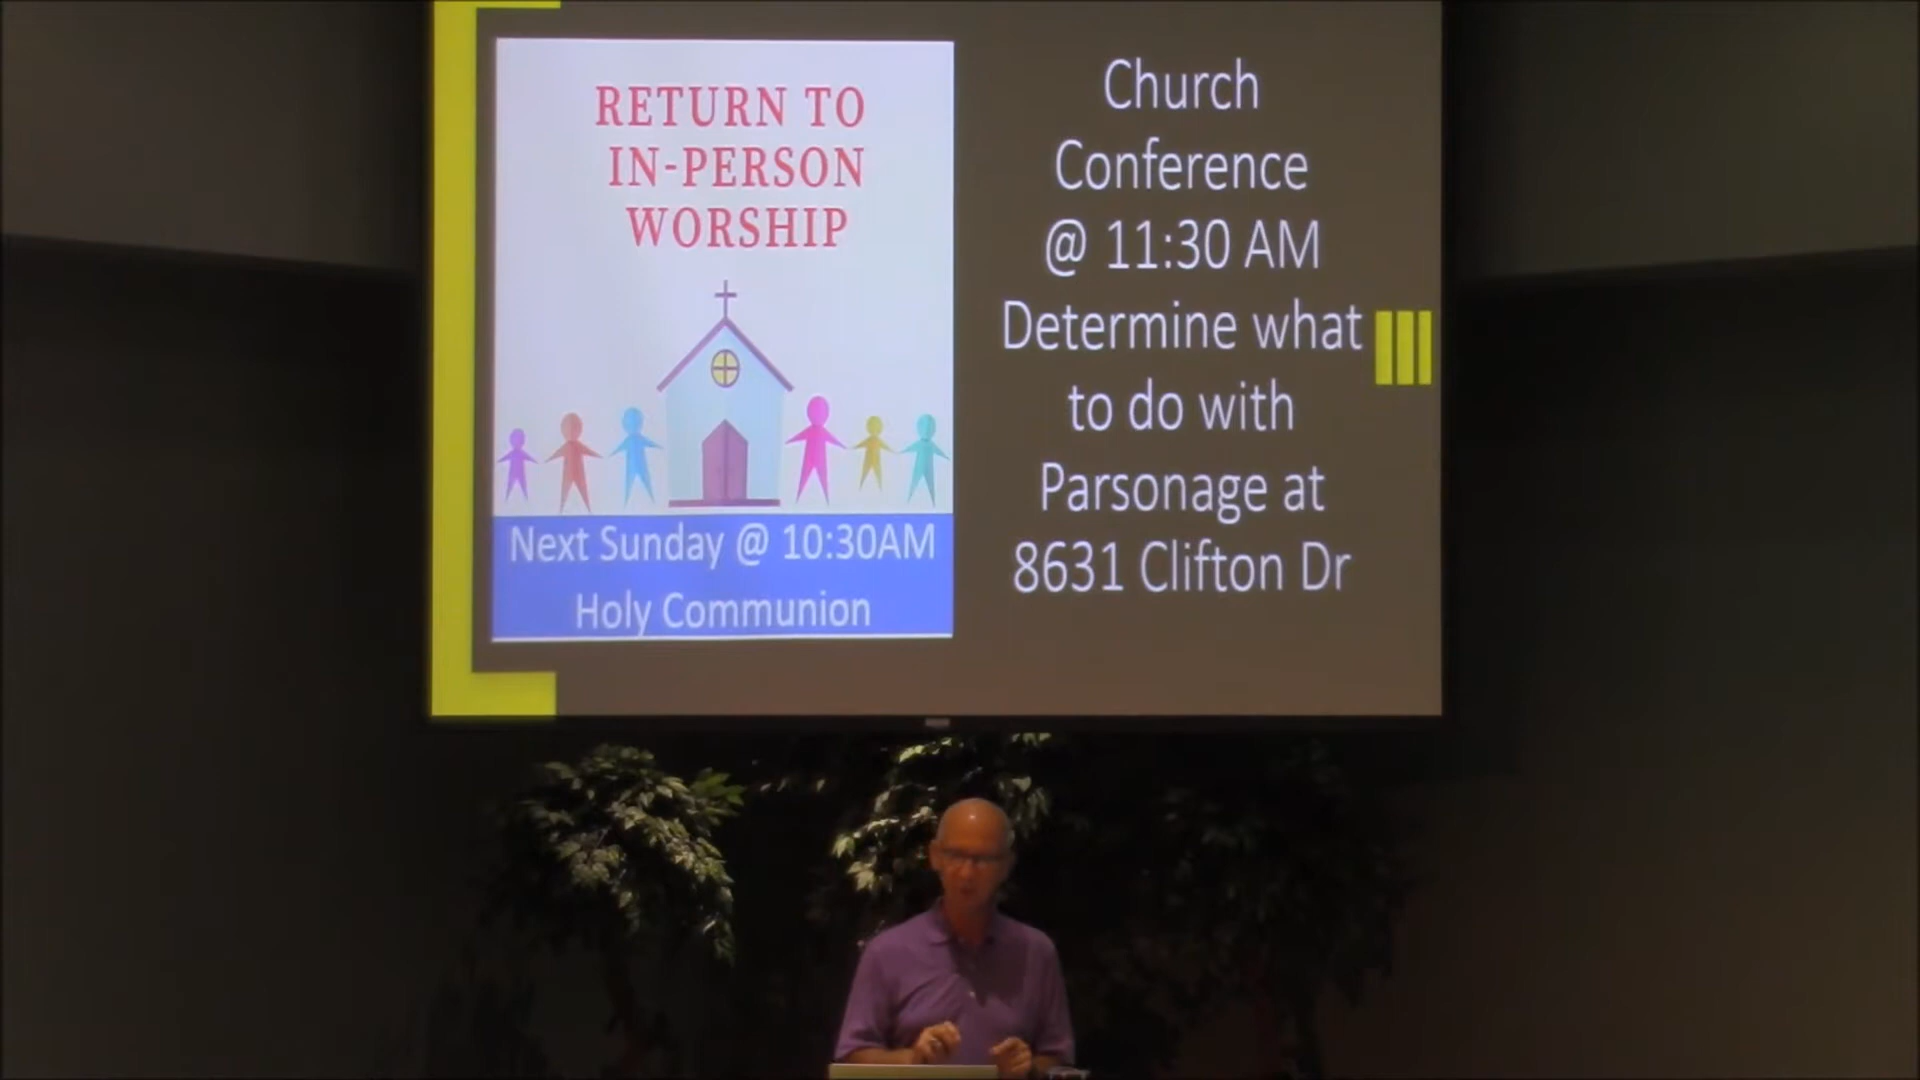 RETURN TO
IN-PERSON
WORSHIP
Next Sunday @ 10:30AM
Holy Communion
Church
Conference
@ 11:30 AM
Determine what
to do with
Parsonage at
8631 Clifton Dr